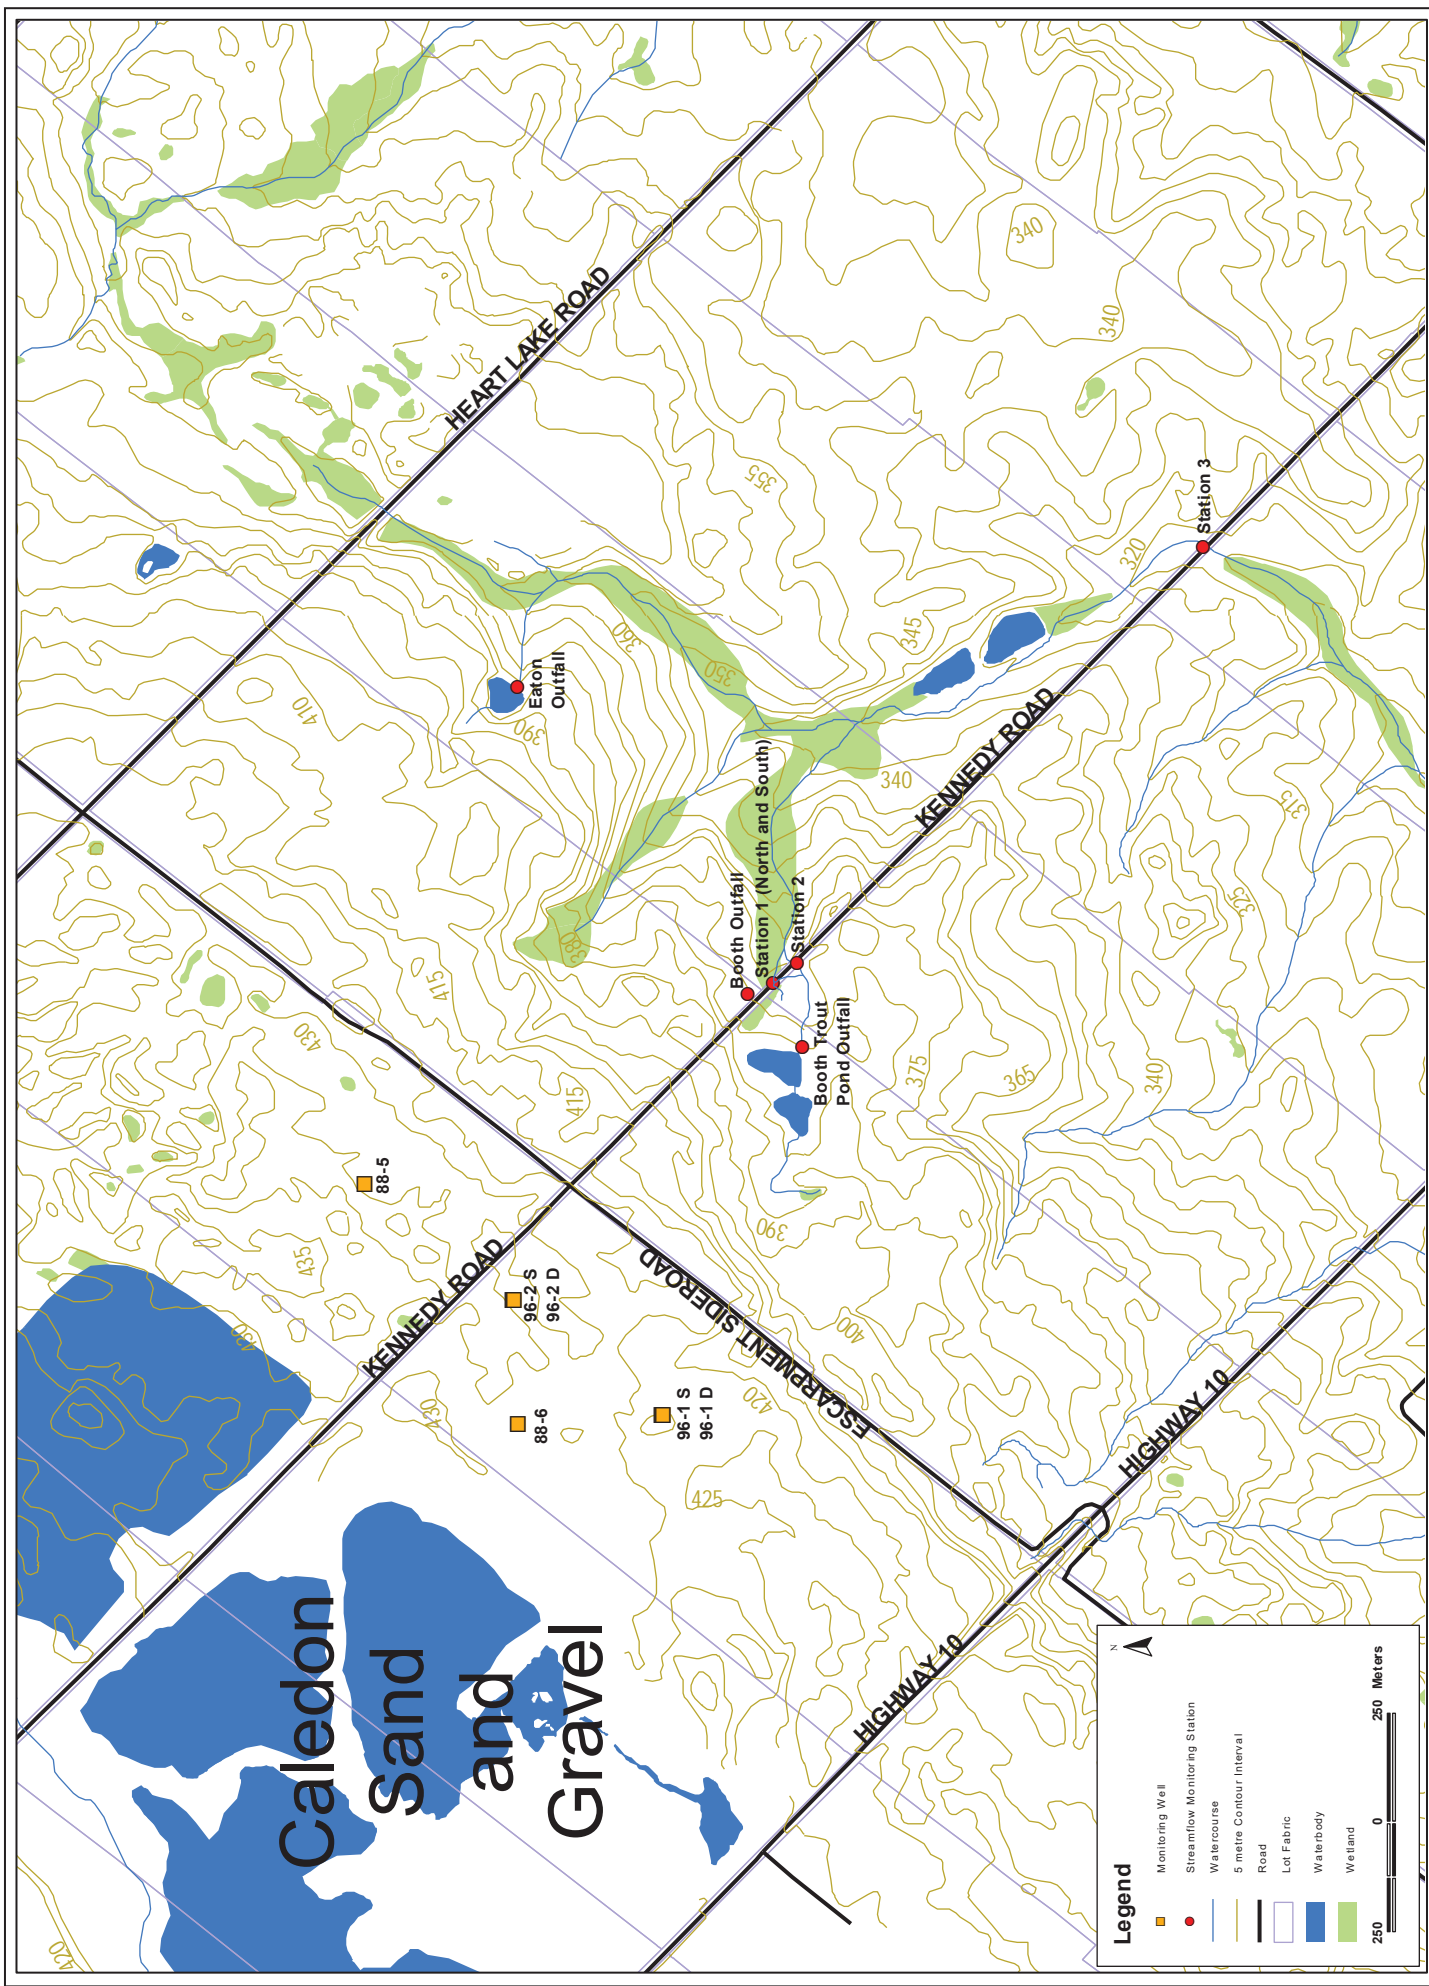 Caledon
Sand
and
Gravel
HEART LAKE ROAD
KENNEDY ROAD
KENNEDY ROAD
ESCARPMENT SIDEROAD
HIGHWAY 10
HIGHWAY 10
Eaton
Outfall
Booth Outfall
Station 1 (North and South)
Station 2
Booth Trout
Pond Outfall
Station 3
88-5
96-2 S
96-2 D
88-6
96-1 S
96-1 D
420
430
430
435
430
415
415
410
390
380
360
350
355
340
340
345
340
320
315
325
340
365
375
390
400
420
425
Legend
Monitoring Well
Streamflow Monitoring Station
Watercourse
5 metre Contour Interval
Road
Lot Fabric
Waterbody
Wetland
250 0 250 Meters
N